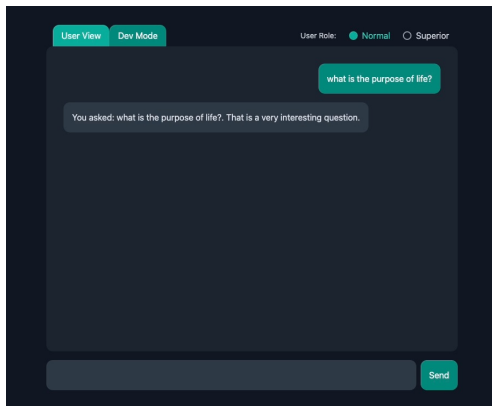 User View Dev Mode User Role: Normal Superior
what is the purpose of life?
You asked: what is the purpose of life?. That is a very interesting question.
Send